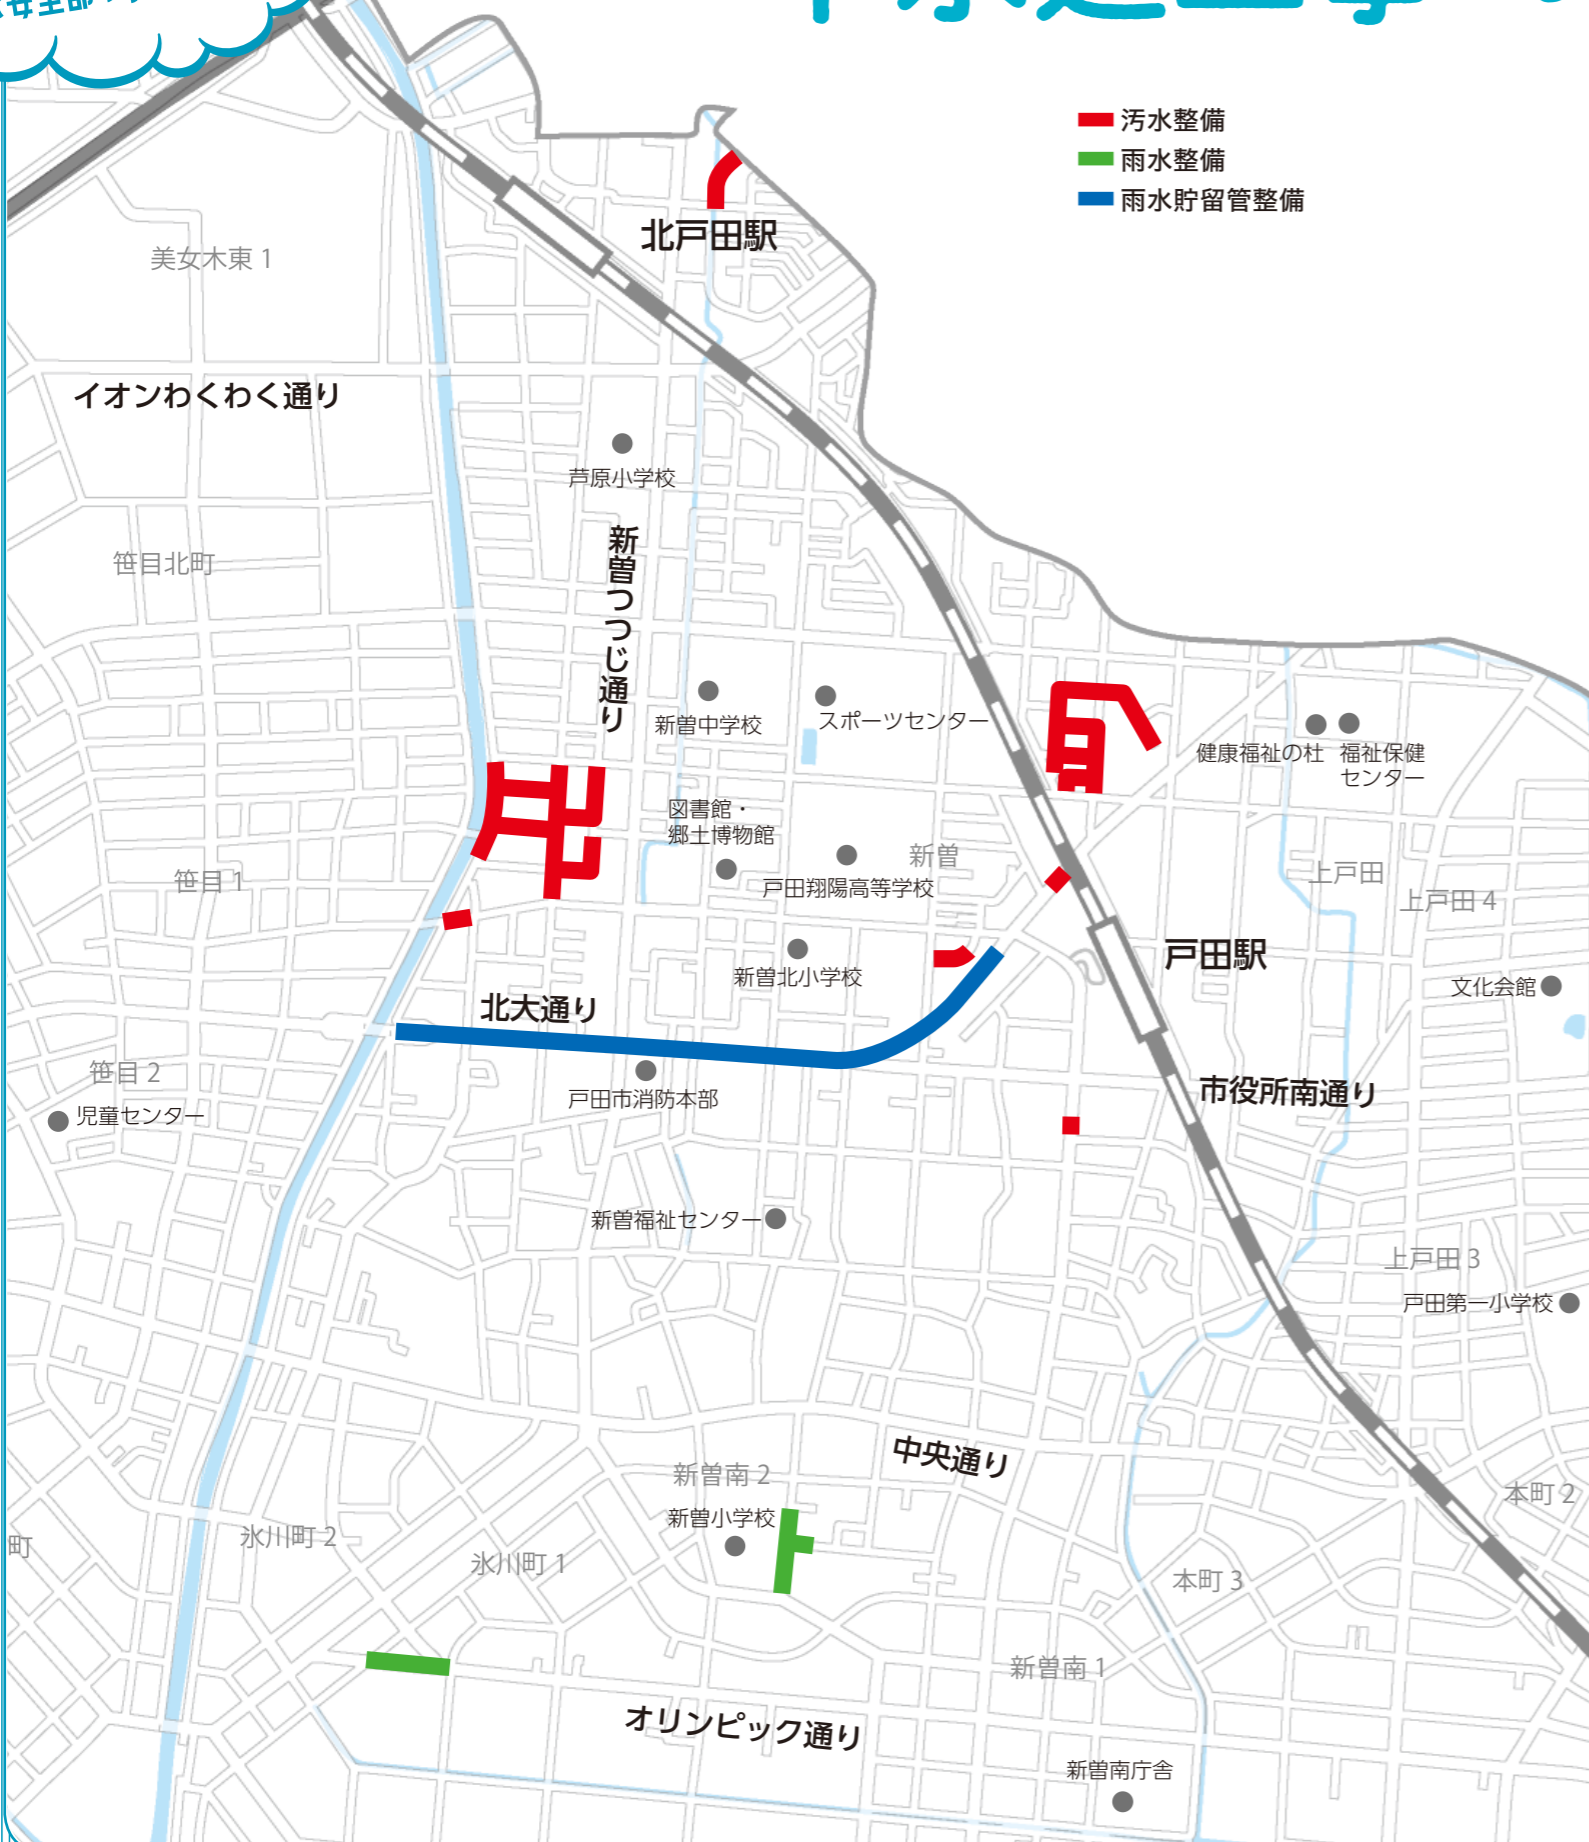 汚水整備
雨水整備
雨水貯留管整備
北戸田駅
美女木東 1
イオンわくわく通り
芦原小学校
新曽つつじ通り
笹目北町
新曽中学校
スポーツセンター
健康福祉の杜
福祉保健
センター
図書館・
郷土博物館
新曽
戸田翔陽高等学校
笹目 1
上戸田
上戸田 4
戸田駅
新曽北小学校
文化会館
北大通り
笹目 2
児童センター
戸田市消防本部
市役所南通り
新曽福祉センター
上戸田 3
戸田第一小学校
中央通り
新曽南 2
新曽小学校
本町 2
町
氷川町 2
氷川町 1
本町 3
新曽南 1
オリンピック通り
新曽南庁舎